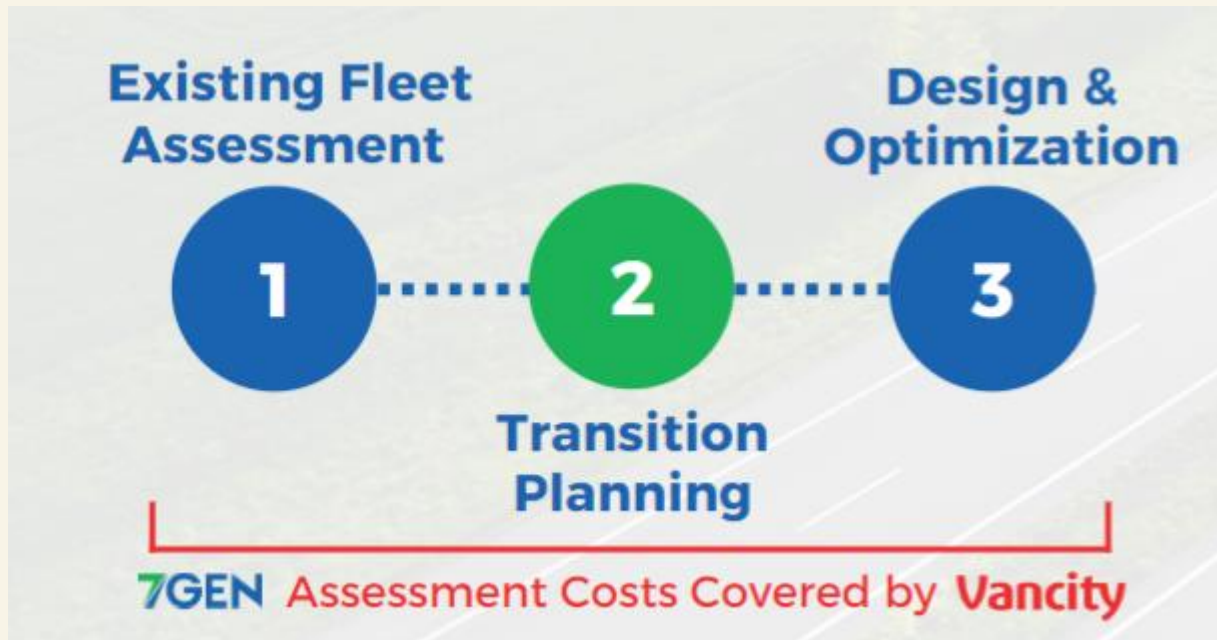 Existing Fleet
Assessment
Design &
Optimization
1
2
3
Transition
Planning
7GEN Assessment Costs Covered by Vancity